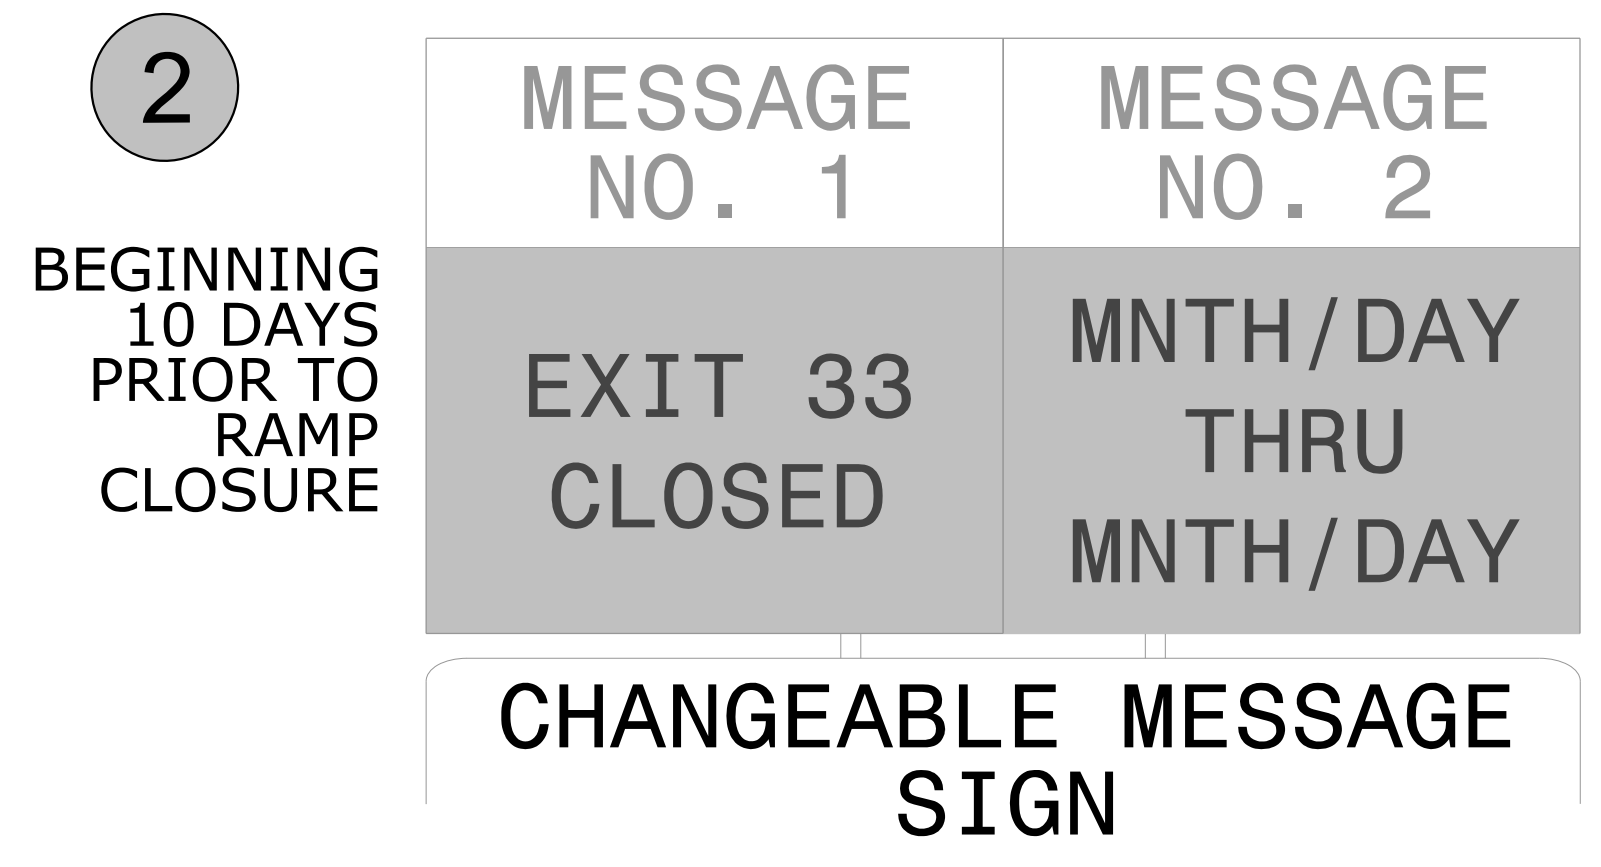 2
BEGINNING
10 DAYS
PRIOR TO
RAMP
CLOSURE
MESSAGE
NO. 1
MESSAGE
NO. 2
EXIT 33
CLOSED
MNTH/DAY
THRU
MNTH/DAY
CHANGEABLE MESSAGE
SIGN